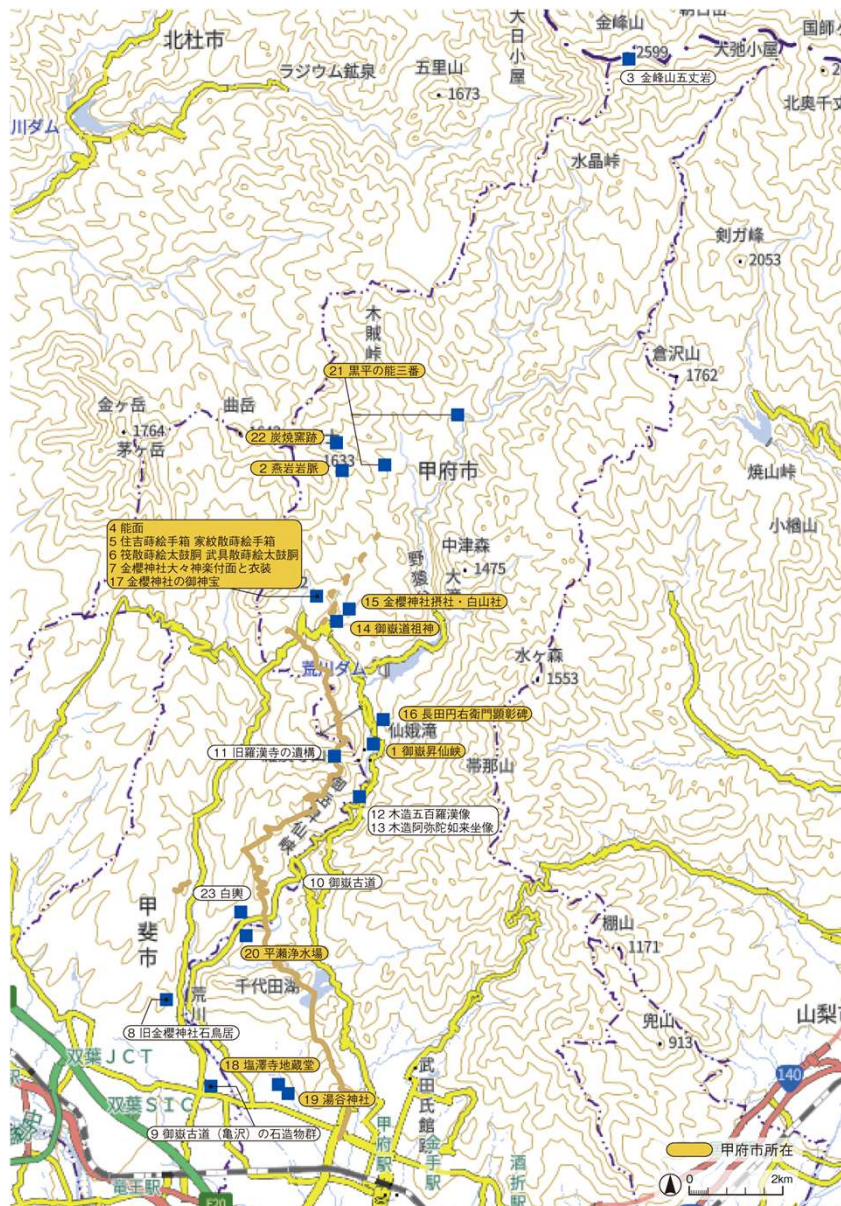 北杜市
金峰山
2599
大日小屋
大弛小屋
ラジウム鉱泉
五里山
1673
3 金峰山五丈岩
北奥千丈
川ダム
水晶峠
剣ガ峰
2053
木賊峠
倉沢山
1762
21 黒平の能三番
金ヶ岳
1764
茅ヶ岳
曲岳
22 炭焼窯跡
1633
2 燕岩岩脈
甲府市
焼山峠
小楢山
4 能面
5 住吉蒔絵手箱 家紋散蒔絵手箱
6 筏散蒔絵太鼓胴 武具散蒔絵太鼓胴
7 金櫻神社大々神楽付面と衣装
17 金櫻神社の御神宝
中津森
1475
15 金櫻神社摂社・白山社
14 御嶽道祖神
荒川ダム
水ヶ森
1553
16 長田円右衛門顕彰碑
仙娥滝
11 旧羅漢寺の遺構
1 御嶽昇仙峡
帯那山
12 木造五百羅漢像
13 木造阿弥陀如来坐像
10 御嶽古道
23 白輿
甲斐市
棚山
1171
20 平瀬浄水場
千代田湖
荒川
8 旧金櫻神社石鳥居
兜山
913
山梨市
双葉JCT
18 塩澤寺地蔵堂
武田氏館跡
140
双葉SIC
19 湯谷神社
9 御嶽古道（亀沢）の石造物群
甲府駅
金手駅
酒折駅
竜王駅
E20
甲府市所在
0 2km